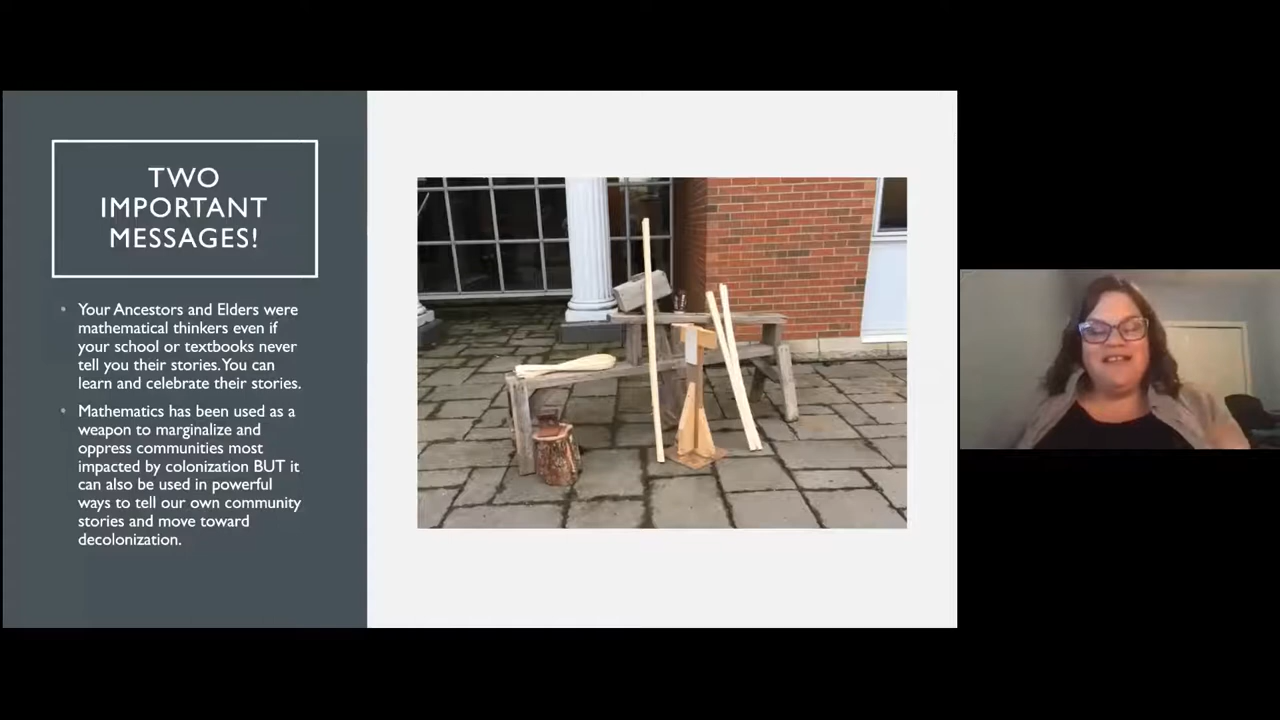 TWO
IMPORTANT
MESSAGES!
• Your Ancestors and Elders were
mathematical thinkers even if
your school or textbooks never
tell you their stories. You can
learn and celebrate their stories.
• Mathematics has been used as a
weapon to marginalize and
oppress communities most
impacted by colonization BUT it
can also be used in powerful
ways to tell our own community
stories and move toward
decolonization.